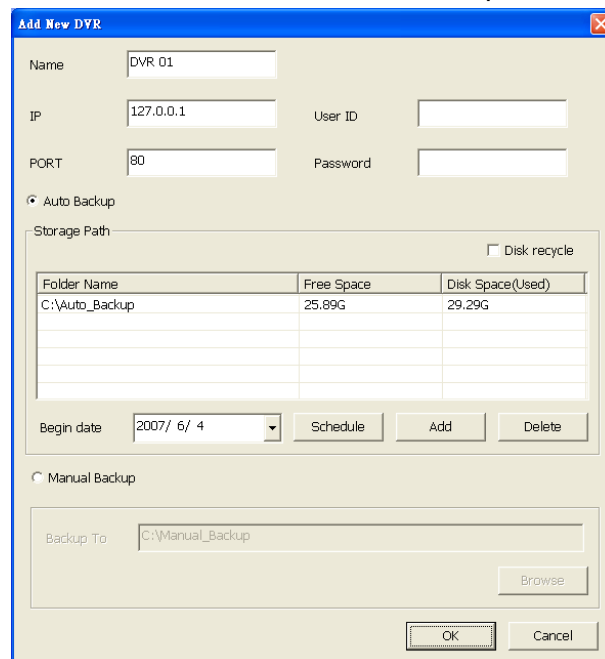 Add New DVR
Name DVR 01
IP 127.0.0.1 User ID
PORT 80 Password
Auto Backup
Storage Path
Disk recycle
Folder Name Free Space Disk Space(Used)
C:\Auto_Backup 25.89G 29.29G
Begin date 2007/ 6/ 4 Schedule Add Delete
Manual Backup
Backup To C:\Manual_Backup
Browse
OK Cancel